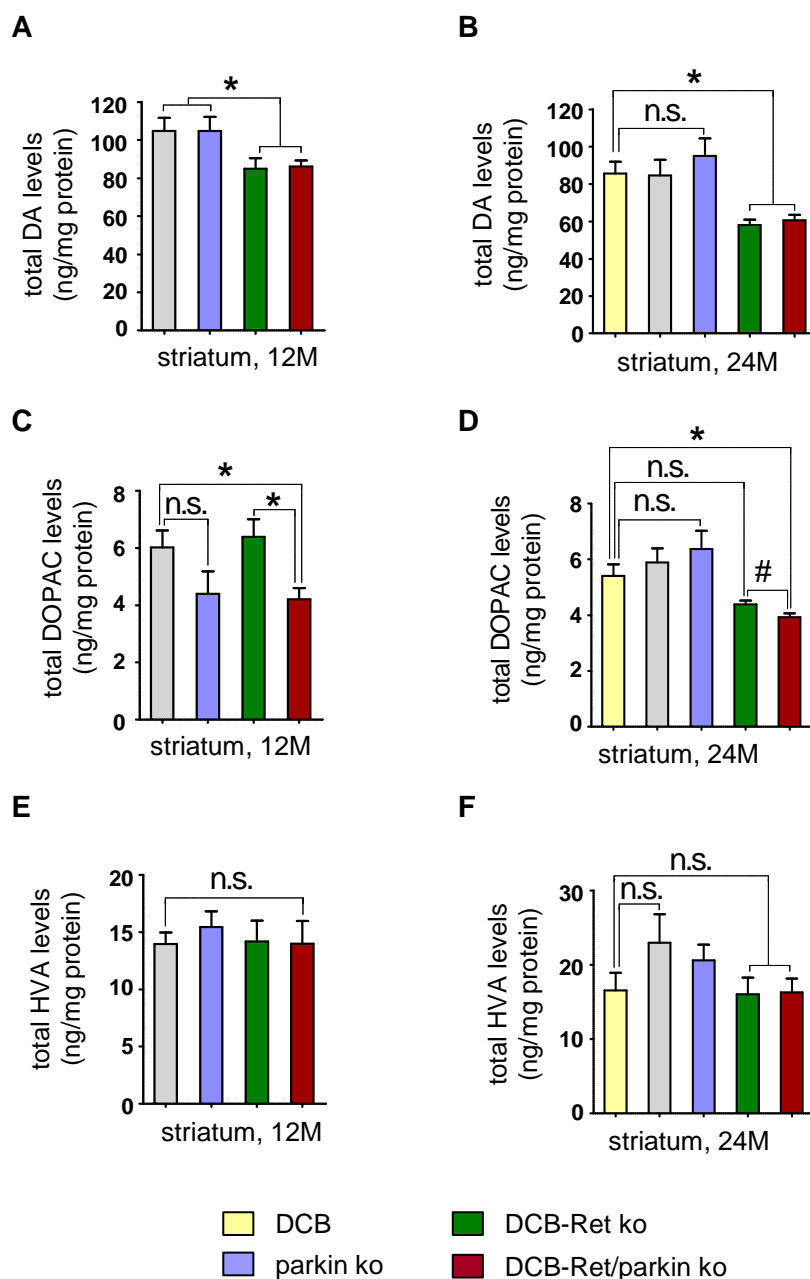 A
total DA levels
(ng/mg protein)
120
100
80
60
40
20
0
*
striatum, 12M
B
total DA levels
(ng/mg protein)
120
100
80
60
40
20
0
*
n.s.
striatum, 24M
C
total DOPAC levels
(ng/mg protein)
8
6
4
2
0
*
n.s.
*
striatum, 12M
D
total DOPAC levels
(ng/mg protein)
8
6
4
2
0
*
n.s.
n.s.
#
striatum, 24M
E
total HVA levels
(ng/mg protein)
20
15
10
5
0
n.s.
striatum, 12M
F
total HVA levels
(ng/mg protein)
30
20
10
0
n.s.
n.s.
striatum, 24M
DCB
DCB-Ret ko
parkin ko
DCB-Ret/parkin ko